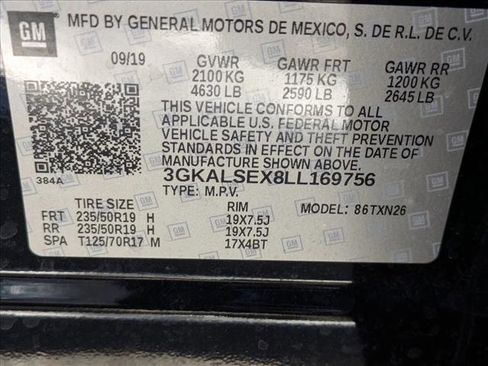 GM MFD BY GENERAL MOTORS DE MEXICO, S. DE R.L. DE C.V.
09/19 GVWR GAWR FRT GAWR RR
2100 KG 1175 KG 1200 KG
4630 LB 2590 LB 2645 LB
THIS VEHICLE CONFORMS TO ALL
APPLICABLE U.S. FEDERAL MOTOR
VEHICLE SAFETY AND THEFT PREVENTION
STANDARDS IN EFFECT ON THE DATE OF
MANUFACTURE SHOWN ABOVE.
384A 3GKALSEX8LL169756
TYPE: M.P.V. MODEL: 86TXN26
TIRE SIZE RIM
FRT 235/50R19 H 19X7.5J
RR 235/50R19 H 19X7.5J
SPA T125/70R17 M 17X4BT